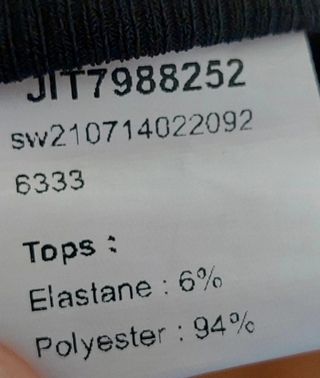 JIT7988252
sw210714022092
6333
Tops :
Elastane : 6%
Polyester : 94%